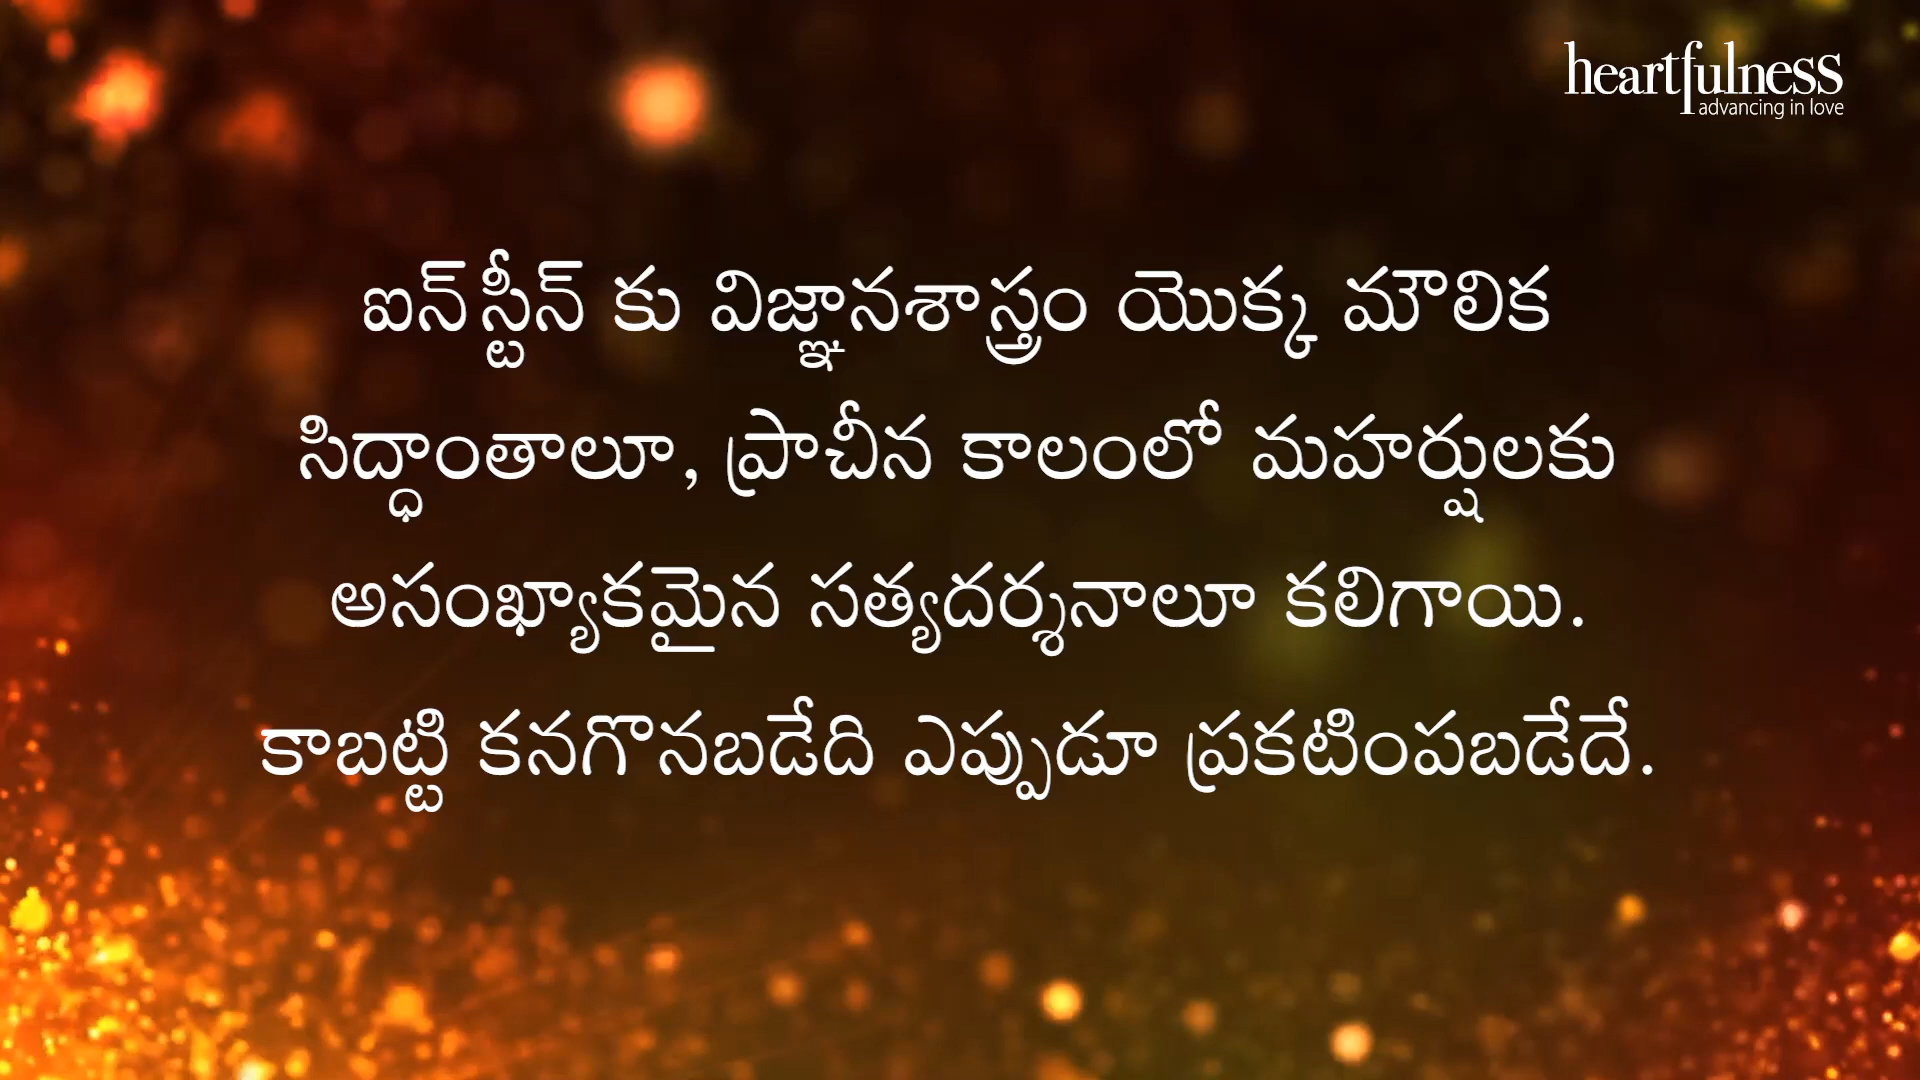 heartfulness
advancing in love
ఐన్‌స్టీన్ కు విజ్ఞానశాస్త్రం యొక్క మౌలిక
సిద్ధాంతాలూ, ప్రాచీన కాలంలో మహర్షులకు
అసంఖ్యాకమైన సత్యదర్శనాలూ కలిగాయి.
కాబట్టి కనగొనబడేది ఎప్పుడూ ప్రకటింపబడేదే.